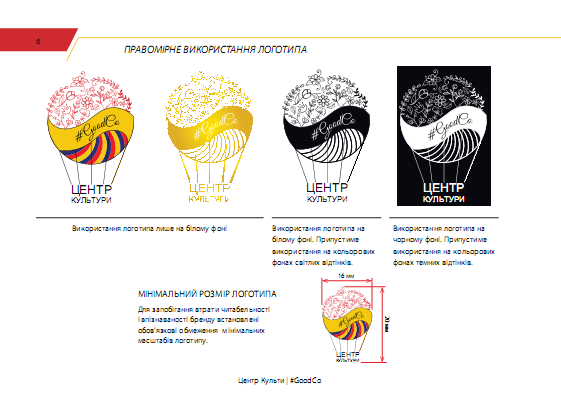 6
ПРАВОМІРНЕ ВИКОРИСТАННЯ ЛОГОТИПА
#GoodCo
ЦЕНТР
КУЛЬТУРИ
#GoodCo
ЦЕНТР
КУЛЬТУРИ
#GoodCo
ЦЕНТР
КУЛЬТУРИ
#GoodCo
ЦЕНТР
КУЛЬТУРИ
Використання логотипа лише на білому фоні
Використання логотипа на
білому фоні. Припустиме
використання на кольорових
фонах світлих відтінків.
Використання логотипа на
чорному фоні. Припустиме
використання на кольорових
фонах темних відтінків.
МІНІМАЛЬНИЙ РОЗМІР ЛОГОТИПА
Для запобігання втрати читабельності
і впізнаваності бренду встановлені
обов'язкові обмеження мінімальних
масштабів логотипу.
16 мм
20 мм
#GoodCo
ЦЕНТР
КУЛЬТУРИ
Центр Культи | #GoodCo